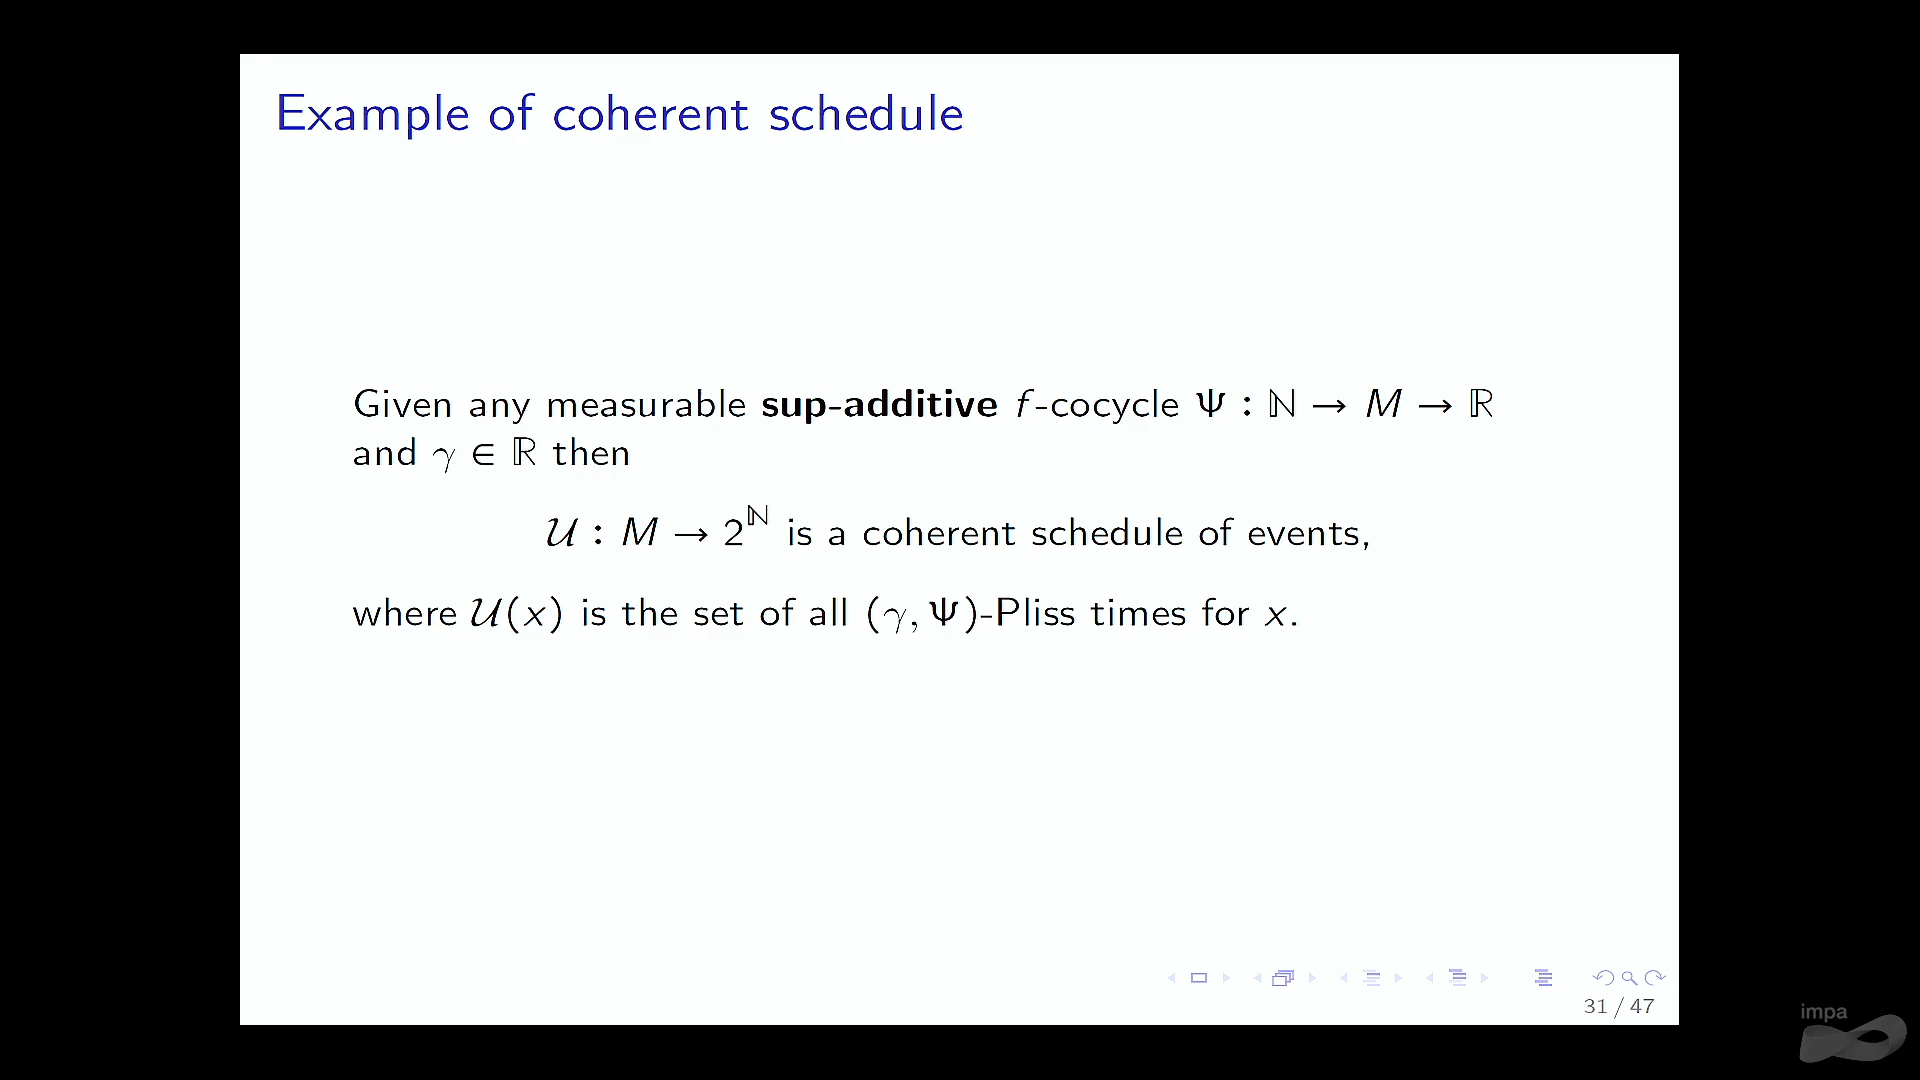 Example of coherent schedule
Given any measurable sup-additive f-cocycle Ψ : ℕ → M → ℝ
and γ ∈ ℝ then
𝒰 : M → 2^ℕ is a coherent schedule of events,
where 𝒰(x) is the set of all (γ, Ψ)-Pliss times for x.
31 / 47
impa